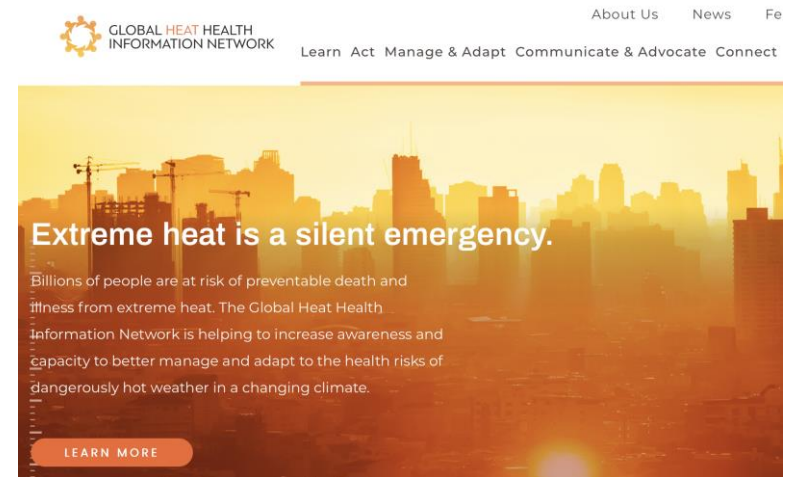 About Us News Fe
GLOBAL HEAT HEALTH
INFORMATION NETWORK
Learn Act Manage & Adapt Communicate & Advocate Connect
Extreme heat is a silent emergency.
Billions of people are at risk of preventable death and
illness from extreme heat. The Global Heat Health
Information Network is helping to increase awareness and
capacity to better manage and adapt to the health risks of
dangerously hot weather in a changing climate.
LEARN MORE